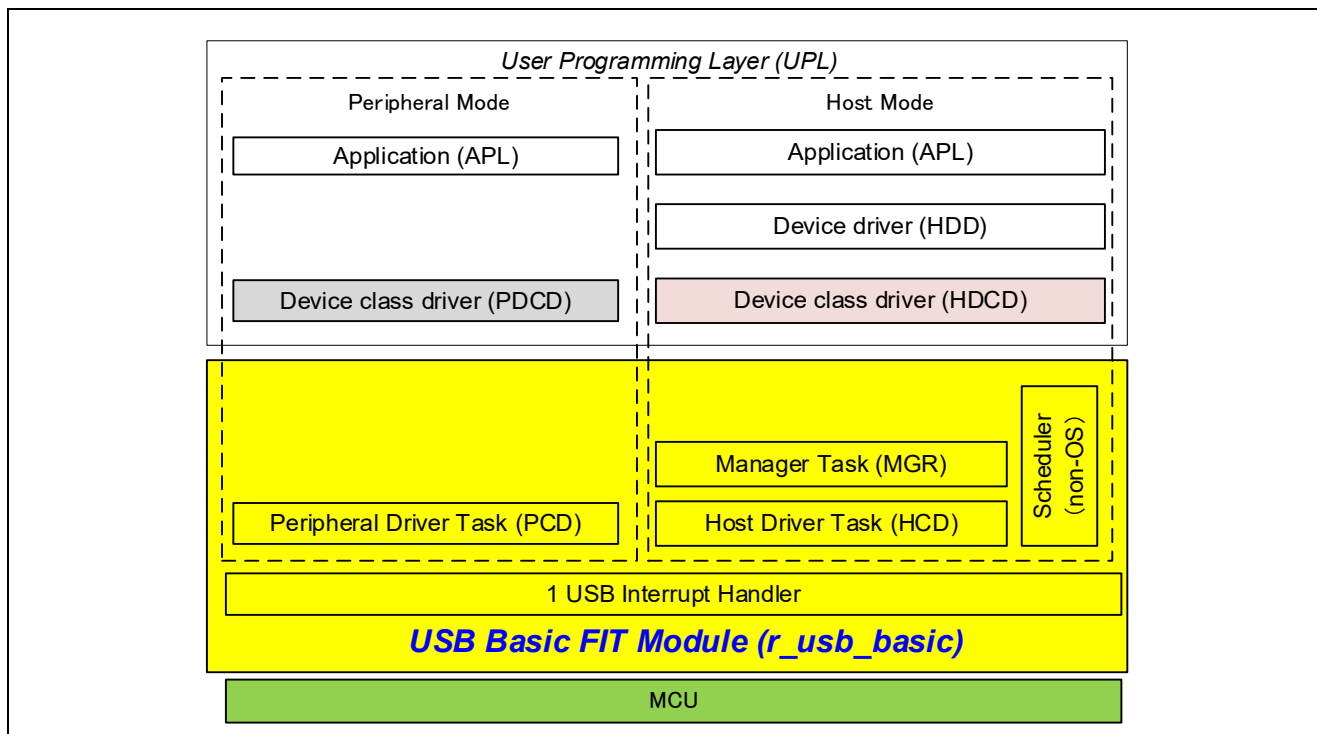 User Programming Layer (UPL)
Peripheral Mode
Host Mode
Application (APL)
Application (APL)
Device driver (HDD)
Device class driver (PDCD)
Device class driver (HDCD)
Scheduler
(non-OS)
Manager Task (MGR)
Peripheral Driver Task (PCD)
Host Driver Task (HCD)
1 USB Interrupt Handler
USB Basic FIT Module (r_usb_basic)
MCU